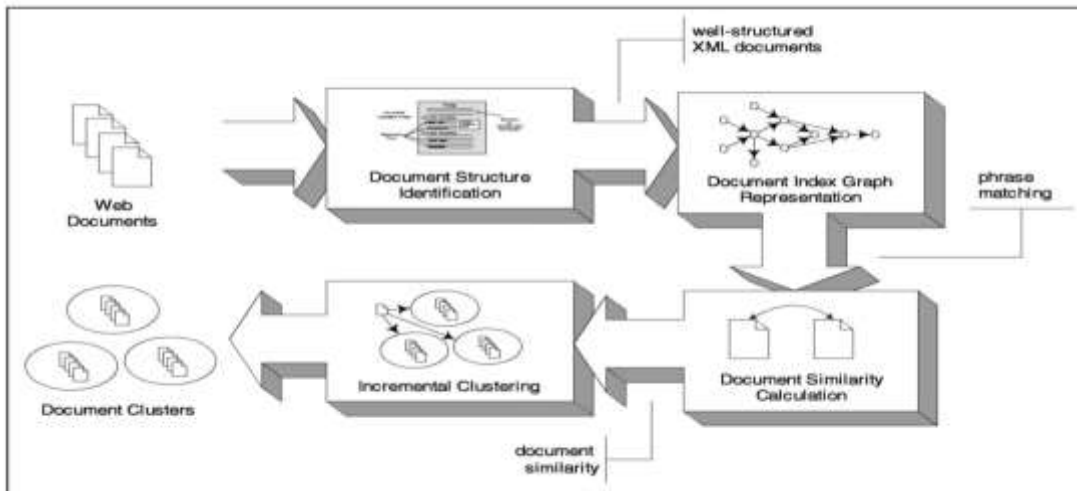 well-structured
XML documents
Web
Documents
Document Structure
Identification
Document Index Graph
Representation
phrase
matching
Document Similarity
Calculation
Incremental Clustering
Document Clusters
document
similarity